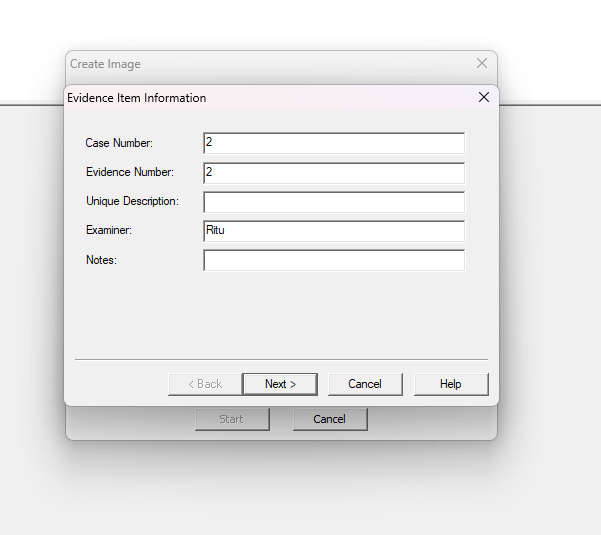 Create Image
Evidence Item Information
Case Number: 2
Evidence Number: 2
Unique Description:
Examiner: Ritu
Notes:
< Back Next > Cancel Help
Start Cancel